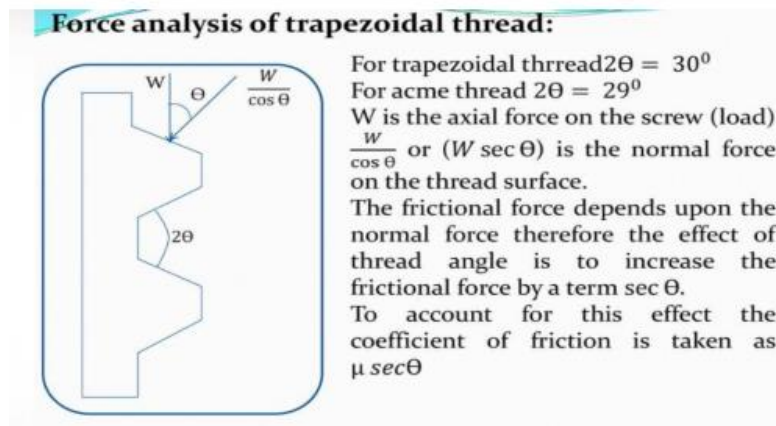 Force analysis of trapezoidal thread:
W
θ
W
cos θ
2θ
For trapezoidal thrread2θ = 30⁰
For acme thread 2θ = 29⁰
W is the axial force on the screw (load)
W/cos θ or (W sec θ) is the normal force
on the thread surface.
The frictional force depends upon the
normal force therefore the effect of
thread angle is to increase the
frictional force by a term sec θ.
To account for this effect the
coefficient of friction is taken as
μ secθ